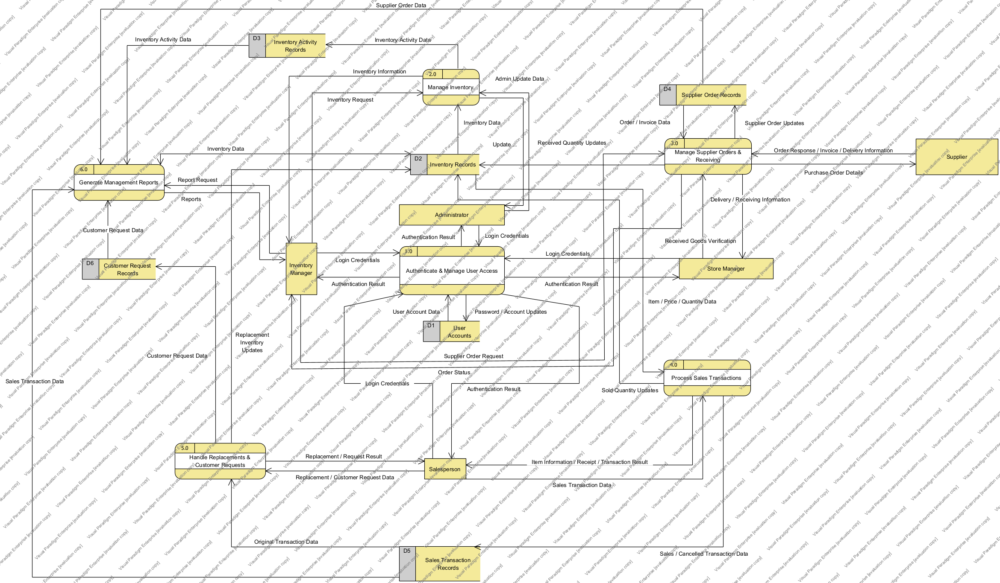 Supplier Order Data
D3
Inventory Activity
Records
Inventory Activity Data
Inventory Activity Data
Inventory Information
2.0
Manage Inventory
Admin Update Data
D4
Supplier Order Records
Inventory Request
Inventory Data
Order / Invoice Data
Supplier Order Updates
Update ...
Received Quantity Updates
3.0
Manage Supplier Orders &
Receiving
Order Response / Invoice / Delivery Information
Supplier
Purchase Order Details
Inventory Data
D2
Inventory Records
6.0
Generate Management Reports
Report Request
Reports
Delivery / Receiving Information
Administrator
Customer Request Data
Authentication Result
Login Credentials
Received Goods Verification
1.0
Authenticate & Manage User Access
Login Credentials
Login Credentials
D6
Customer Request
Records
Inventory
Manager
Store Manager
Authentication Result
Authentication Result
Item / Price / Quantity Data
User Account Data
Password / Account Updates
D1
User
Accounts
Replacement
Inventory
Updates
Customer Request Data
Supplier Order Request
Order Status
4.0
Process Sales Transactions
Sales Transaction Data
Login Credentials
Authentication Result
Sold Quantity Updates
5.0
Handle Replacements &
Customer Requests
Replacement / Request Result
Item Information / Receipt / Transaction Result
Salesperson
Replacement / Customer Request Data
Sales Transaction Data
Original Transaction Data
D5
Sales Transaction
Records
Sales / Cancelled Transaction Data
Visual Paradigm Enterprise [evaluation copy]